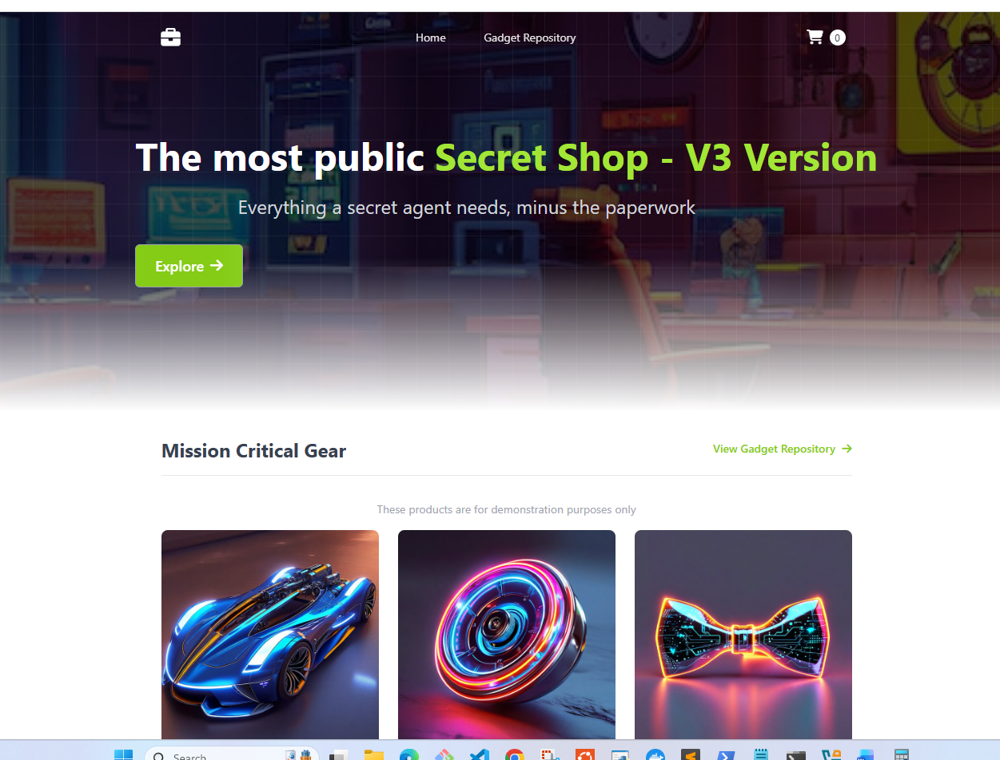 Home
Gadget Repository
0
The most public Secret Shop - V3 Version
Everything a secret agent needs, minus the paperwork
Explore
Mission Critical Gear
View Gadget Repository
These products are for demonstration purposes only
Search